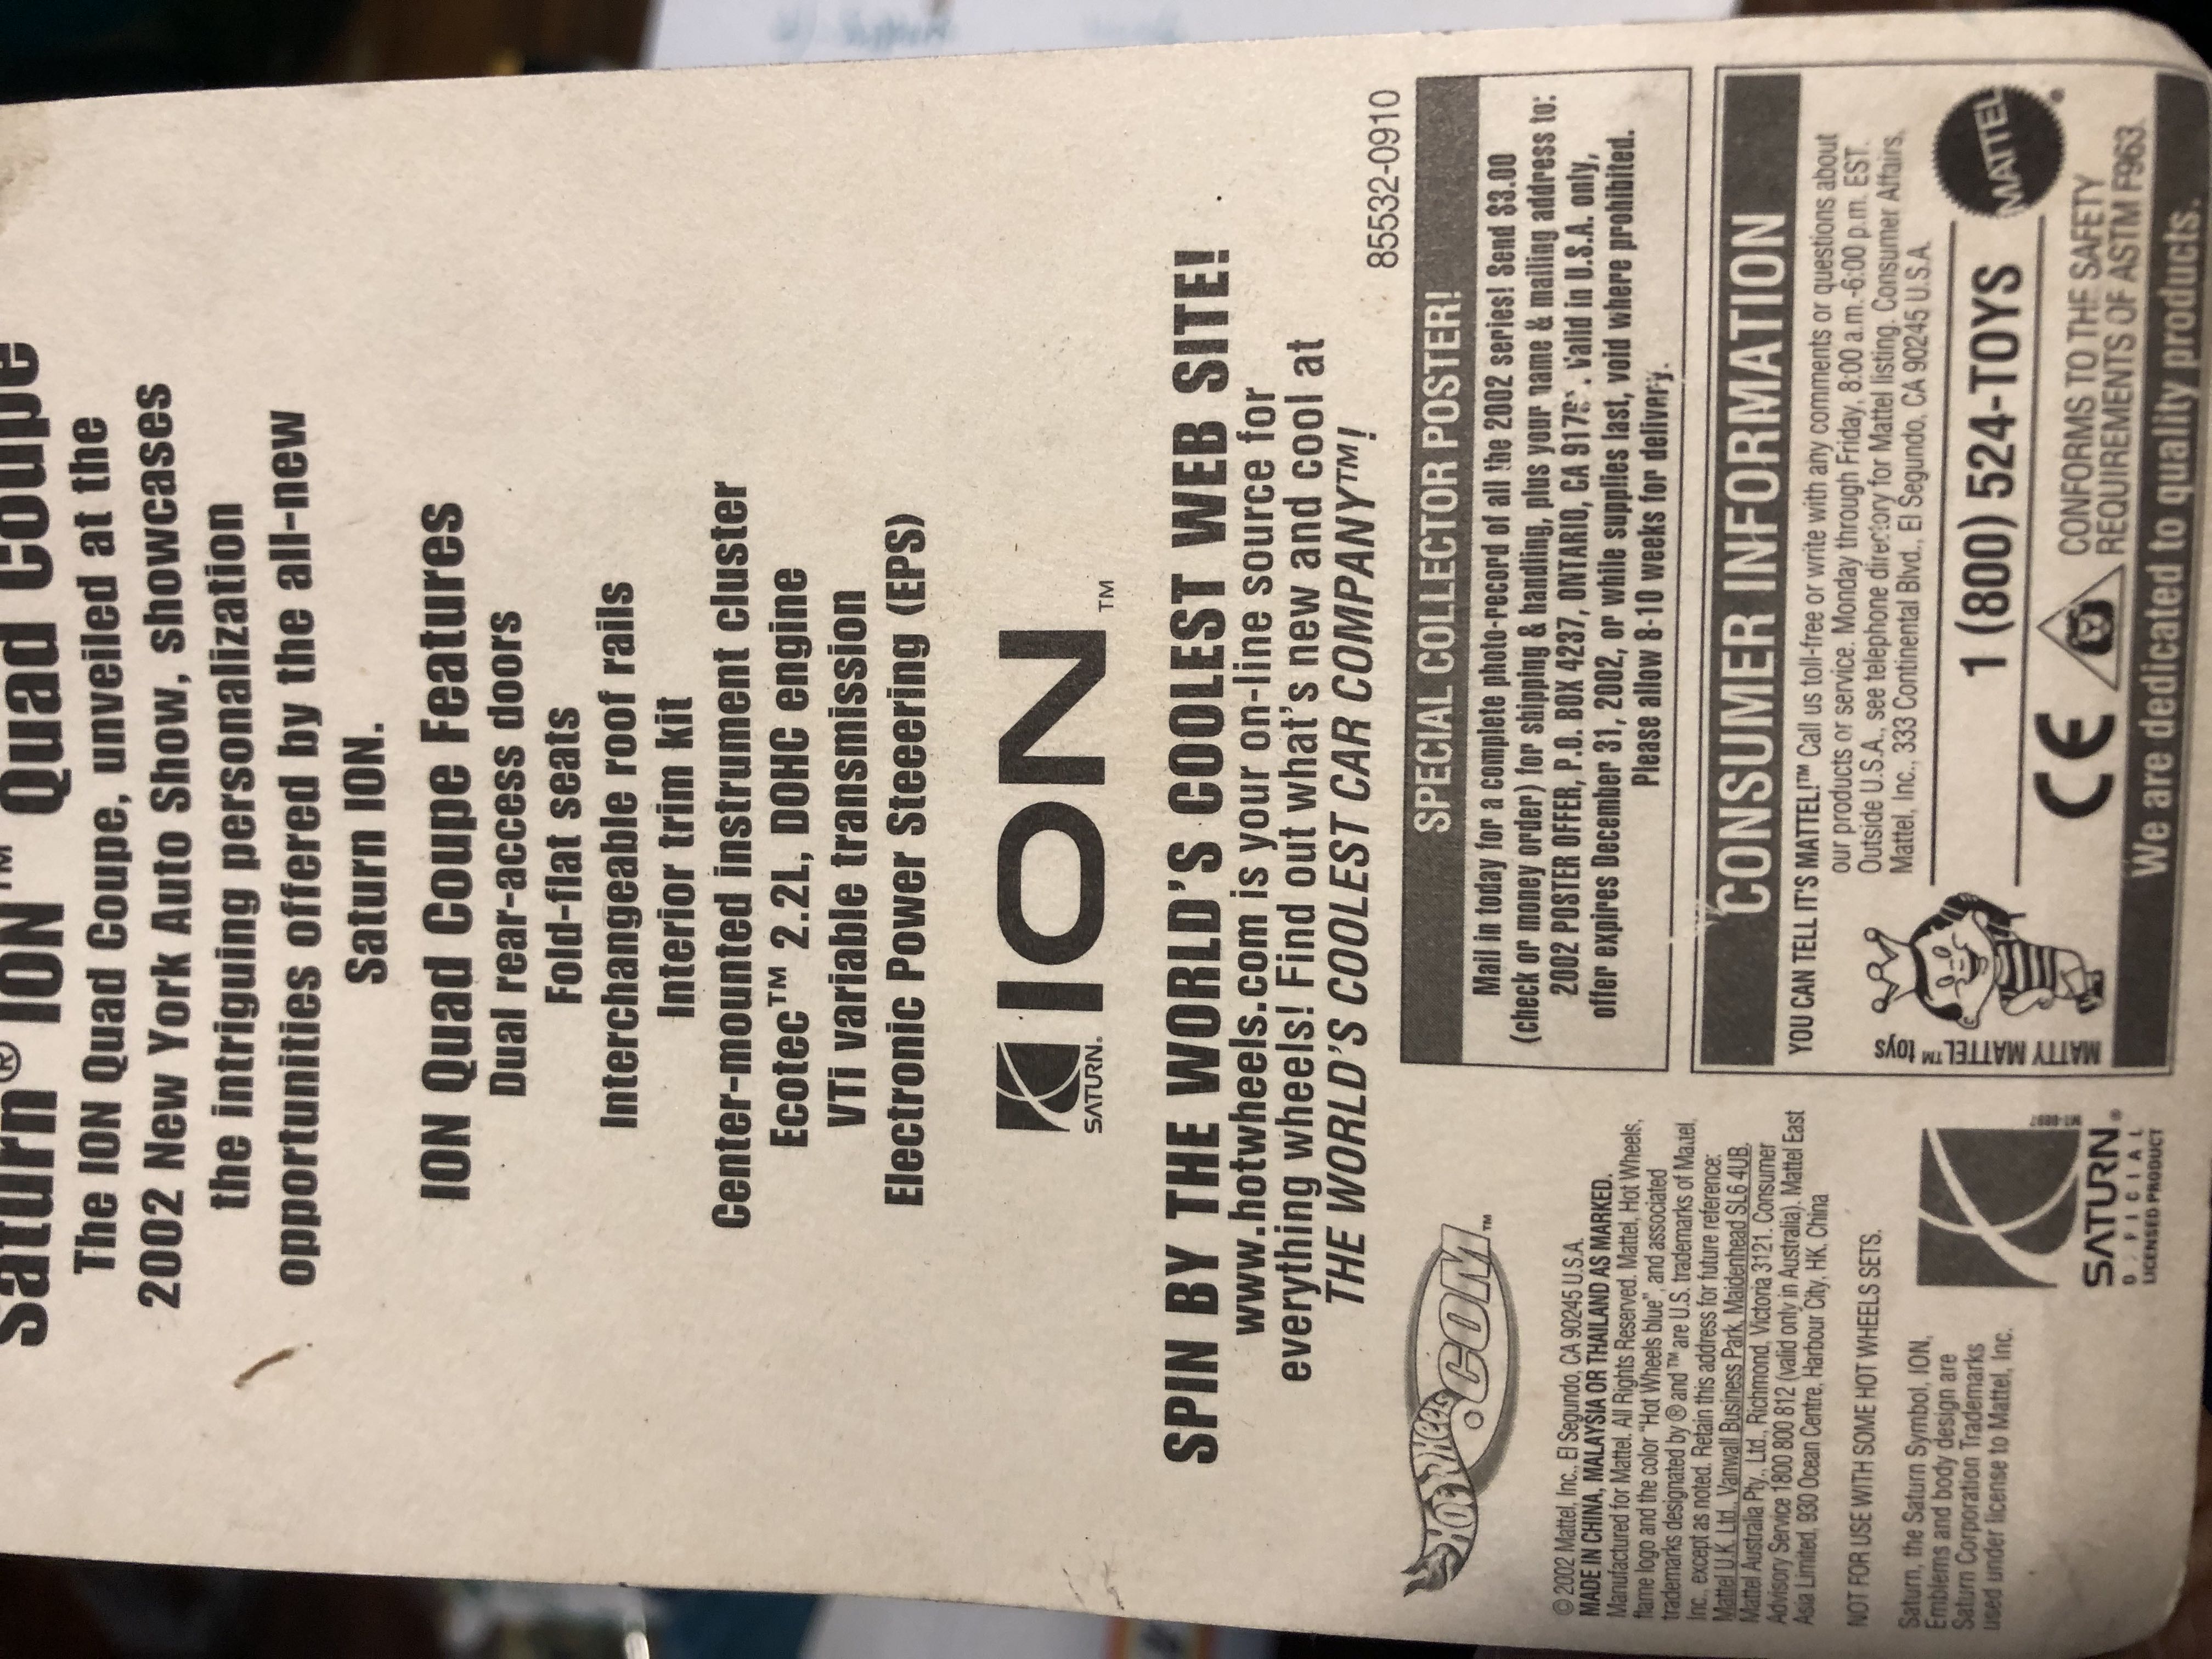 Saturn® ION™ Quad Coupe
The ION Quad Coupe, unveiled at the
2002 New York Auto Show, showcases
the intriguing personalization
opportunities offered by the all-new
Saturn ION.
ION Quad Coupe Features
Dual rear-access doors
Fold-flat seats
Interchangeable roof rails
Interior trim kit
Center-mounted instrument cluster
Ecotec™ 2.2L, DOHC engine
VTi variable transmission
Electronic Power Steeering (EPS)
SATURN. ION™
SPIN BY THE WORLD'S COOLEST WEB SITE!
www.hotwheels.com is your on-line source for
everything wheels! Find out what's new and cool at
THE WORLD'S COOLEST CAR COMPANY™!
85532-0910
Hot Wheels .COM™
© 2002 Mattel, Inc., El Segundo, CA 90245 U.S.A.
MADE IN CHINA, MALAYSIA OR THAILAND AS MARKED.
Manufactured for Mattel. All Rights Reserved. Mattel, Hot Wheels,
flame logo and the color "Hot Wheels blue", and associated
trademarks designated by ® and ™ are U.S. trademarks of Mattel,
Inc., except as noted. Retain this address for future reference:
Mattel U.K. Ltd., Vanwall Business Park, Maidenhead SL6 4UB.
Mattel Australia Pty., Ltd., Richmond, Victoria 3121. Consumer
Advisory Service 1800 800 812 (valid only in Australia). Mattel East
Asia Limited, 930 Ocean Centre, Harbour City, HK, China
NOT FOR USE WITH SOME HOT WHEELS SETS.
Saturn, the Saturn Symbol, ION,
Emblems and body design are
Saturn Corporation Trademarks
used under license to Mattel, Inc.
SATURN®
OFFICIAL
LICENSED PRODUCT
SPECIAL COLLECTOR POSTER!
Mail in today for a complete photo-record of all the 2002 series! Send $3.00
(check or money order) for shipping & handling, plus your name & mailing address to:
2002 POSTER OFFER, P.O. BOX 4237, ONTARIO, CA Valid in U.S.A. only,
offer expires December 31, 2002, or while supplies last, void where prohibited.
Please allow 8-10 weeks for delivery.
CONSUMER INFORMATION
YOU CAN TELL IT'S MATTEL!™ Call us toll-free or write with any comments or questions about
our products or service. Monday through Friday, 8:00 a.m.-6:00 p.m. EST.
Outside U.S.A., see telephone directory for Mattel listing. Consumer Affairs,
Mattel, Inc., 333 Continental Blvd., El Segundo, CA 90245 U.S.A.
MATTY MATTEL™ toys
1 (800) 524-TOYS
MATTEL®
CE
CONFORMS TO THE SAFETY
REQUIREMENTS OF ASTM F963.
We are dedicated to quality products.